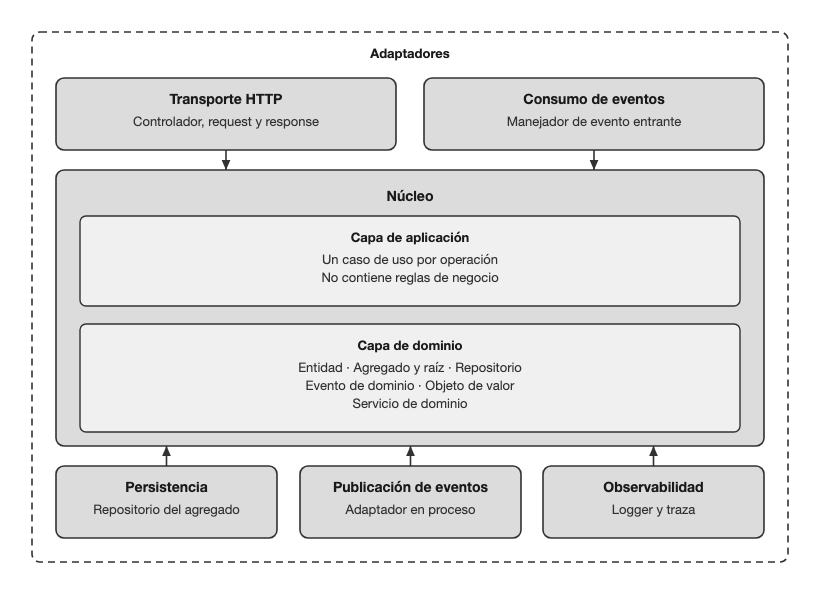 Adaptadores
Transporte HTTP
Controlador, request y response
Consumo de eventos
Manejador de evento entrante
Núcleo
Capa de aplicación
Un caso de uso por operación
No contiene reglas de negocio
Capa de dominio
Entidad · Agregado y raíz · Repositorio
Evento de dominio · Objeto de valor
Servicio de dominio
Persistencia
Repositorio del agregado
Publicación de eventos
Adaptador en proceso
Observabilidad
Logger y traza